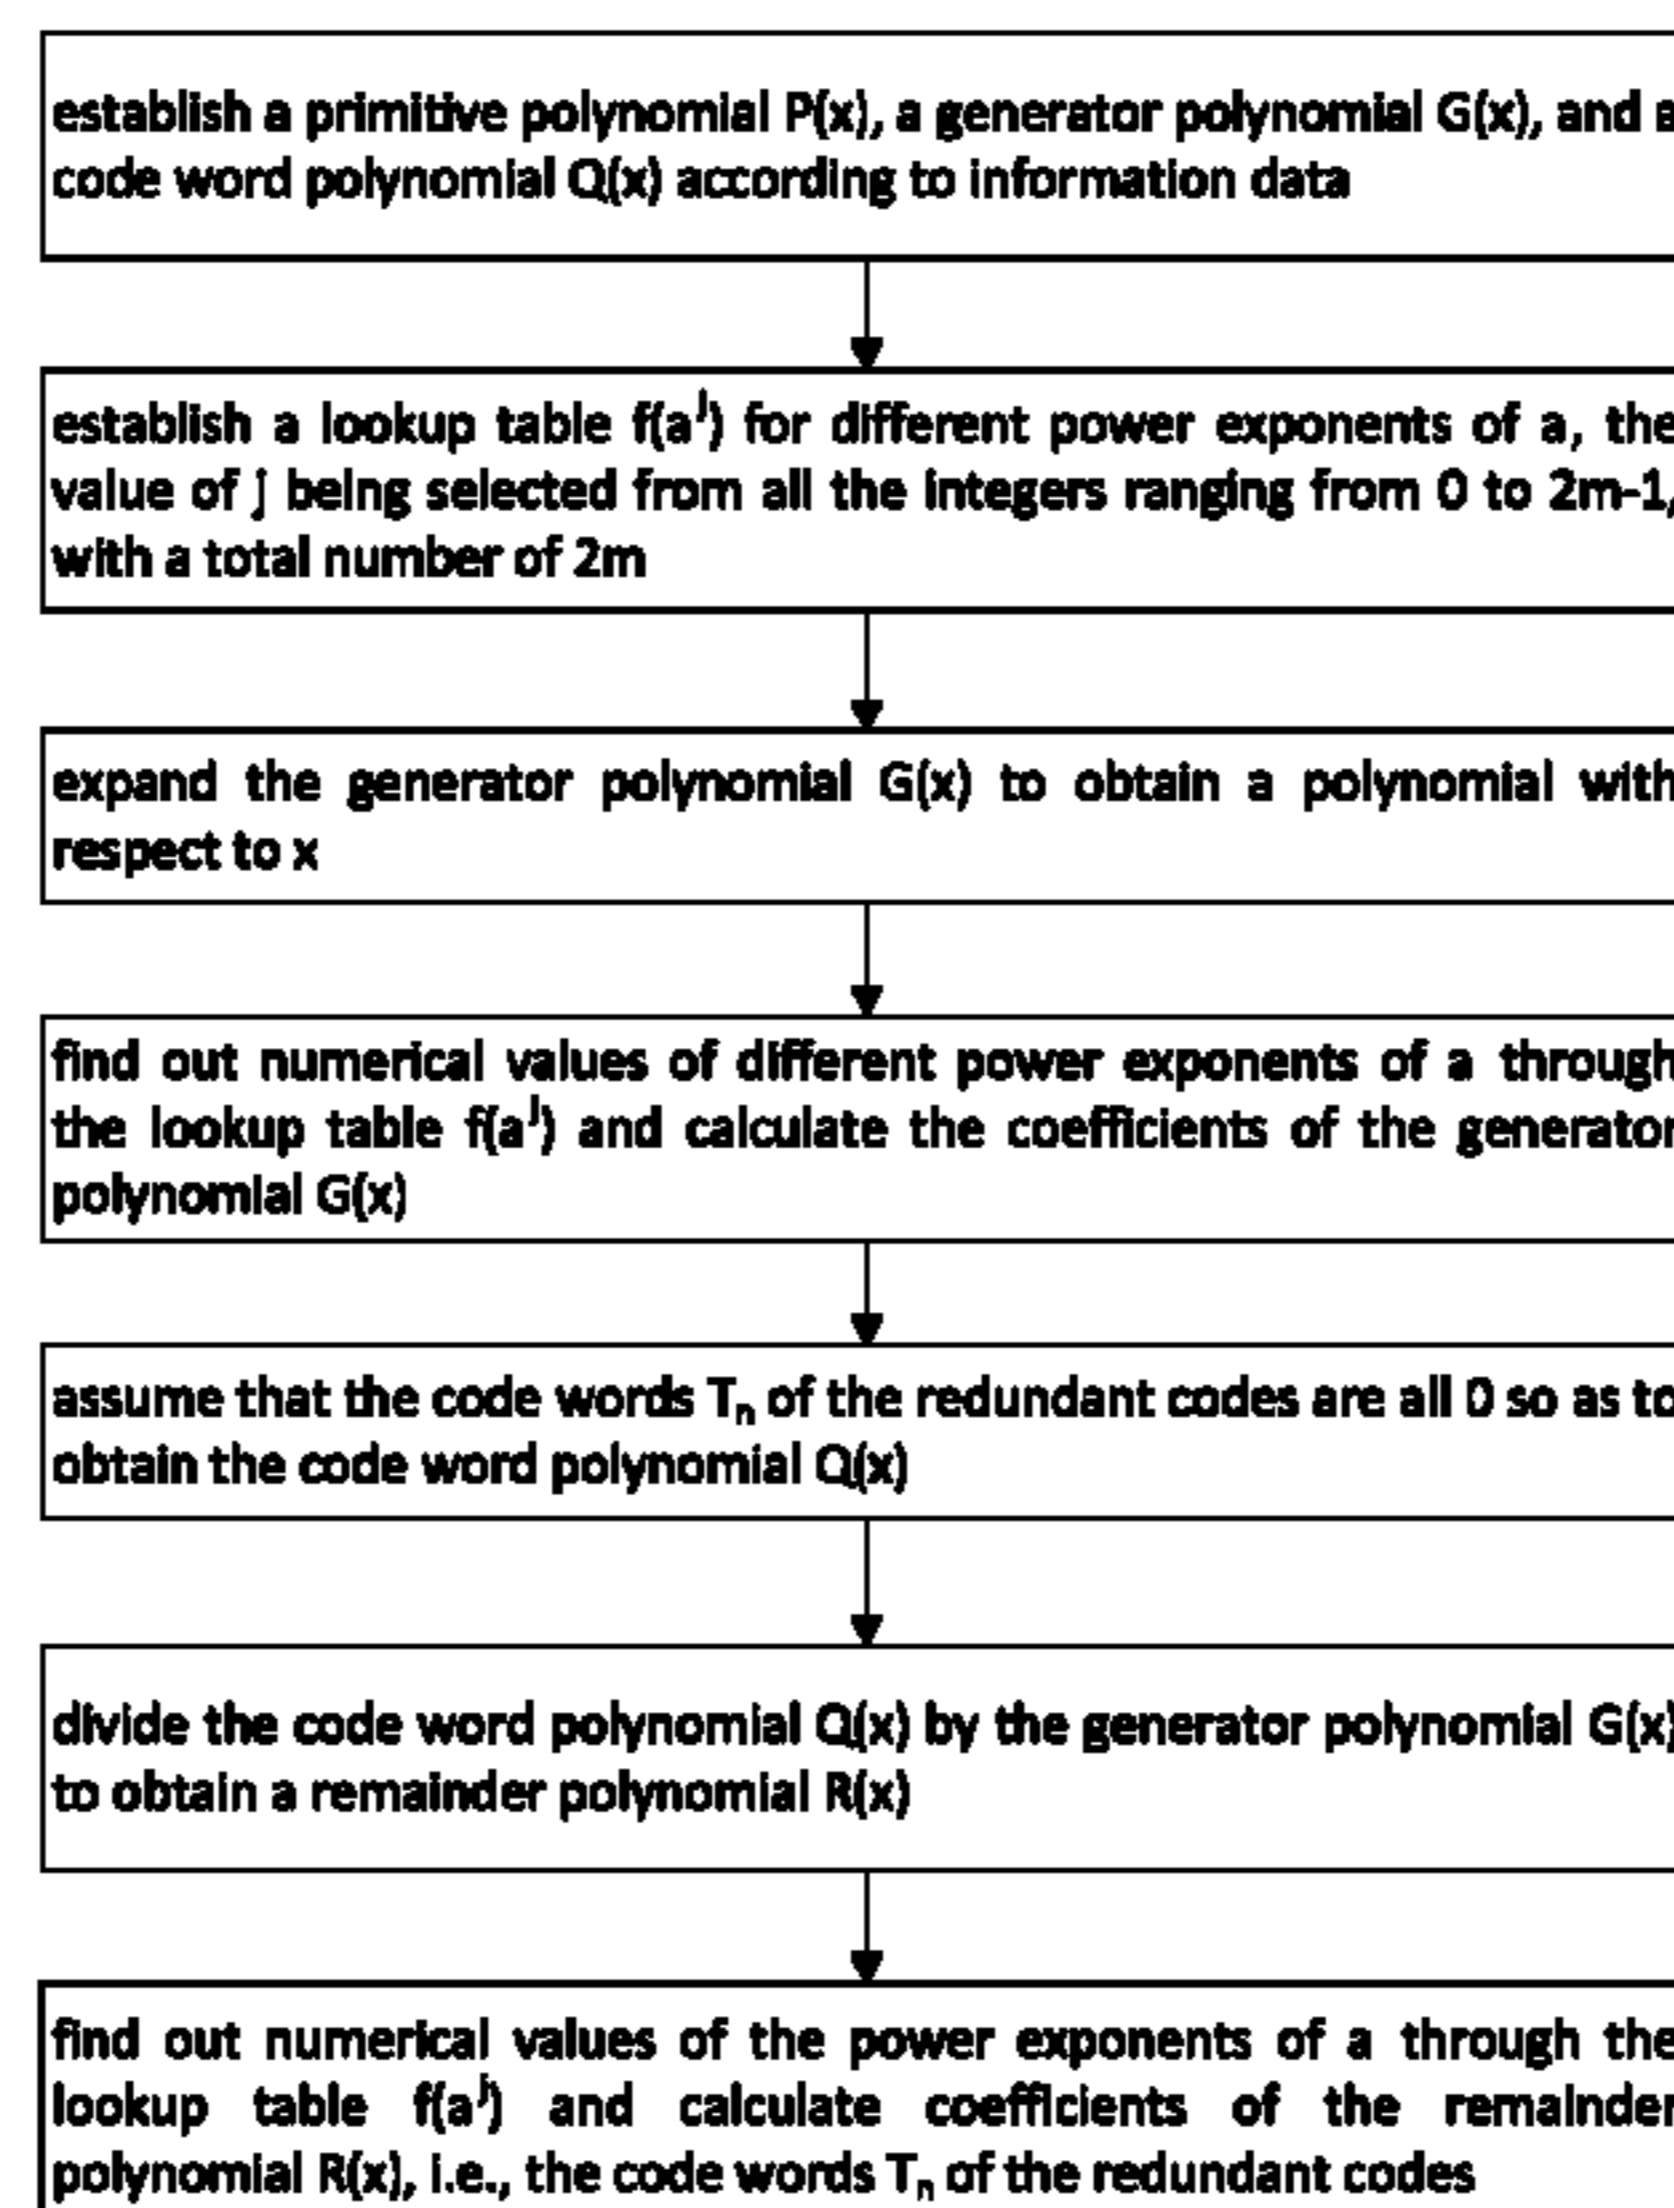 establish a primitive polynomial P(x), a generator polynomial G(x), and a
code word polynomial Q(x) according to information data
establish a lookup table f(a^j) for different power exponents of a, the
value of j being selected from all the integers ranging from 0 to 2m-1,
with a total number of 2m
expand the generator polynomial G(x) to obtain a polynomial with
respect to x
find out numerical values of different power exponents of a through
the lookup table f(a^j) and calculate the coefficients of the generator
polynomial G(x)
assume that the code words Tₙ of the redundant codes are all 0 so as to
obtain the code word polynomial Q(x)
divide the code word polynomial Q(x) by the generator polynomial G(x)
to obtain a remainder polynomial R(x)
find out numerical values of the power exponents of a through the
lookup table f(a^j) and calculate coefficients of the remainder
polynomial R(x), i.e., the code words Tₙ of the redundant codes